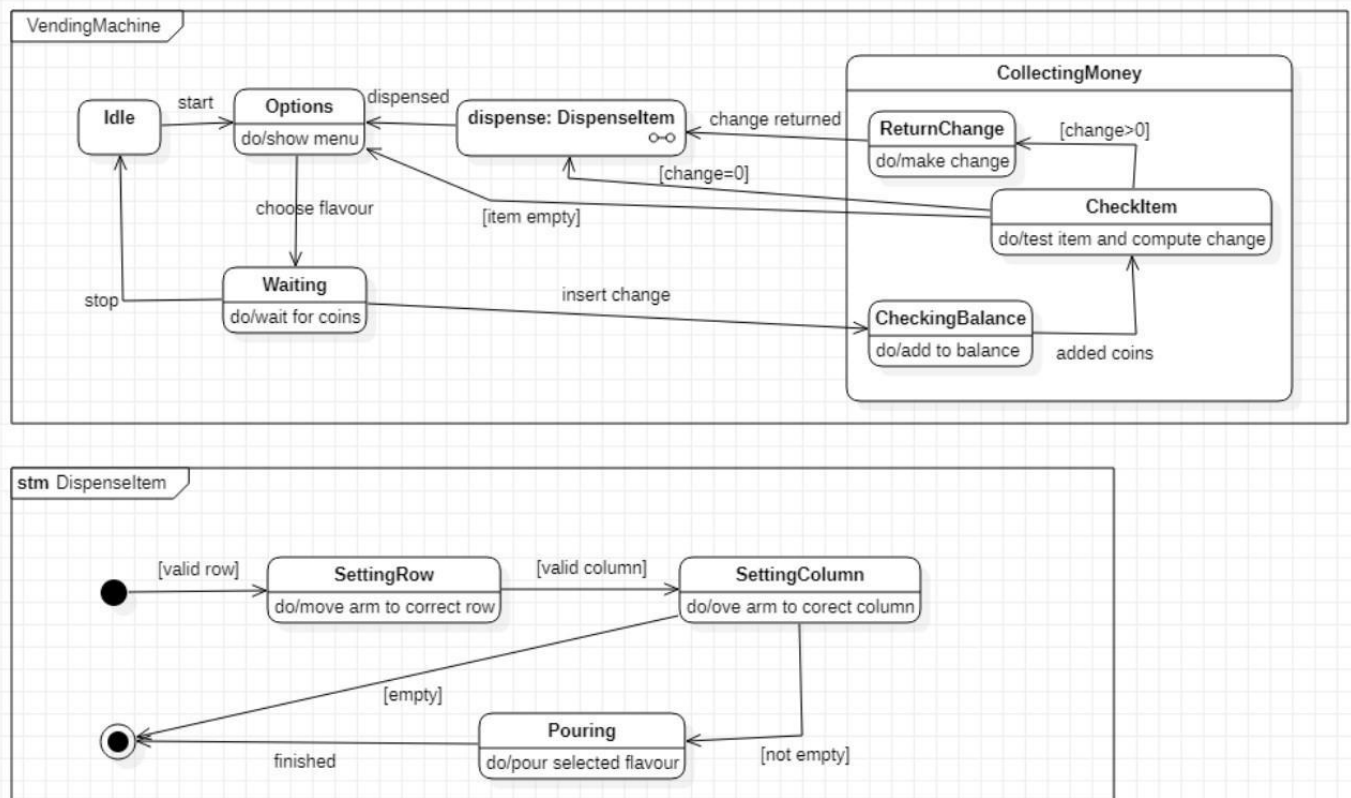 VendingMachine
CollectingMoney
Idle
start
Options
do/show menu
dispensed
dispense: DispenseItem
change returned
ReturnChange
do/make change
[change>0]
[change=0]
choose flavour
[item empty]
CheckItem
do/test item and compute change
stop
Waiting
do/wait for coins
insert change
CheckingBalance
do/add to balance
added coins
stm DispenseItem
[valid row]
SettingRow
do/move arm to correct row
[valid column]
SettingColumn
do/ove arm to corect column
[empty]
Pouring
do/pour selected flavour
[not empty]
finished